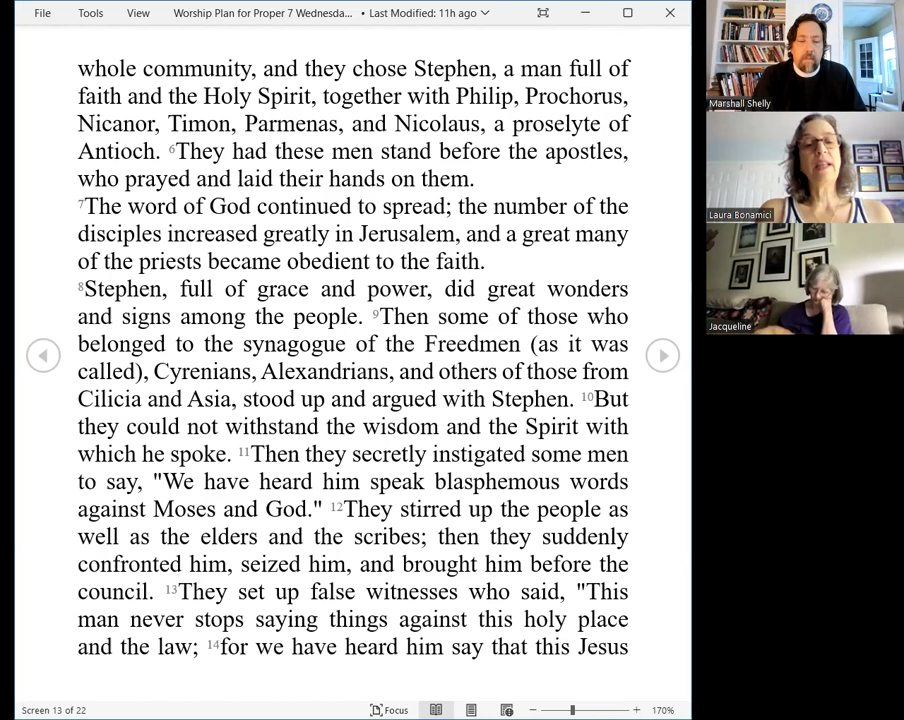 File Tools View Worship Plan for Proper 7 Wednesda... • Last Modified: 11h ago
whole community, and they chose Stephen, a man full of
faith and the Holy Spirit, together with Philip, Prochorus,
Nicanor, Timon, Parmenas, and Nicolaus, a proselyte of
Antioch. 6They had these men stand before the apostles,
who prayed and laid their hands on them.
7The word of God continued to spread; the number of the
disciples increased greatly in Jerusalem, and a great many
of the priests became obedient to the faith.
8Stephen, full of grace and power, did great wonders
and signs among the people. 9Then some of those who
belonged to the synagogue of the Freedmen (as it was
called), Cyrenians, Alexandrians, and others of those from
Cilicia and Asia, stood up and argued with Stephen. 10But
they could not withstand the wisdom and the Spirit with
which he spoke. 11Then they secretly instigated some men
to say, "We have heard him speak blasphemous words
against Moses and God." 12They stirred up the people as
well as the elders and the scribes; then they suddenly
confronted him, seized him, and brought him before the
council. 13They set up false witnesses who said, "This
man never stops saying things against this holy place
and the law; 14for we have heard him say that this Jesus
Screen 13 of 22 Focus 170%
Marshall Shelly
Laura Bonamici
Jacqueline